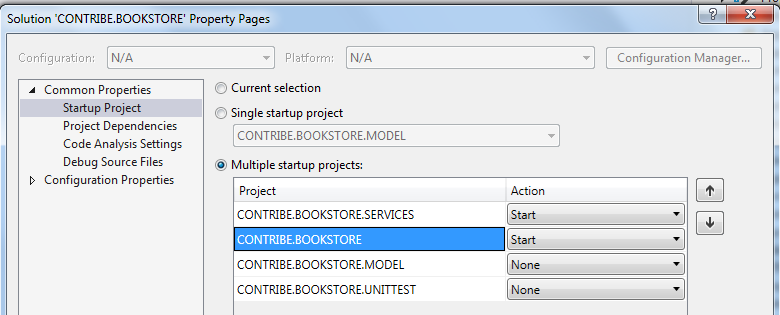 Solution 'CONTRIBE.BOOKSTORE' Property Pages
?
Configuration: N/A Platform: N/A Configuration Manager...
Common Properties
Startup Project
Project Dependencies
Code Analysis Settings
Debug Source Files
Configuration Properties
Current selection
Single startup project
CONTRIBE.BOOKSTORE.MODEL
Multiple startup projects:
Project Action
CONTRIBE.BOOKSTORE.SERVICES Start
CONTRIBE.BOOKSTORE Start
CONTRIBE.BOOKSTORE.MODEL None
CONTRIBE.BOOKSTORE.UNITTEST None